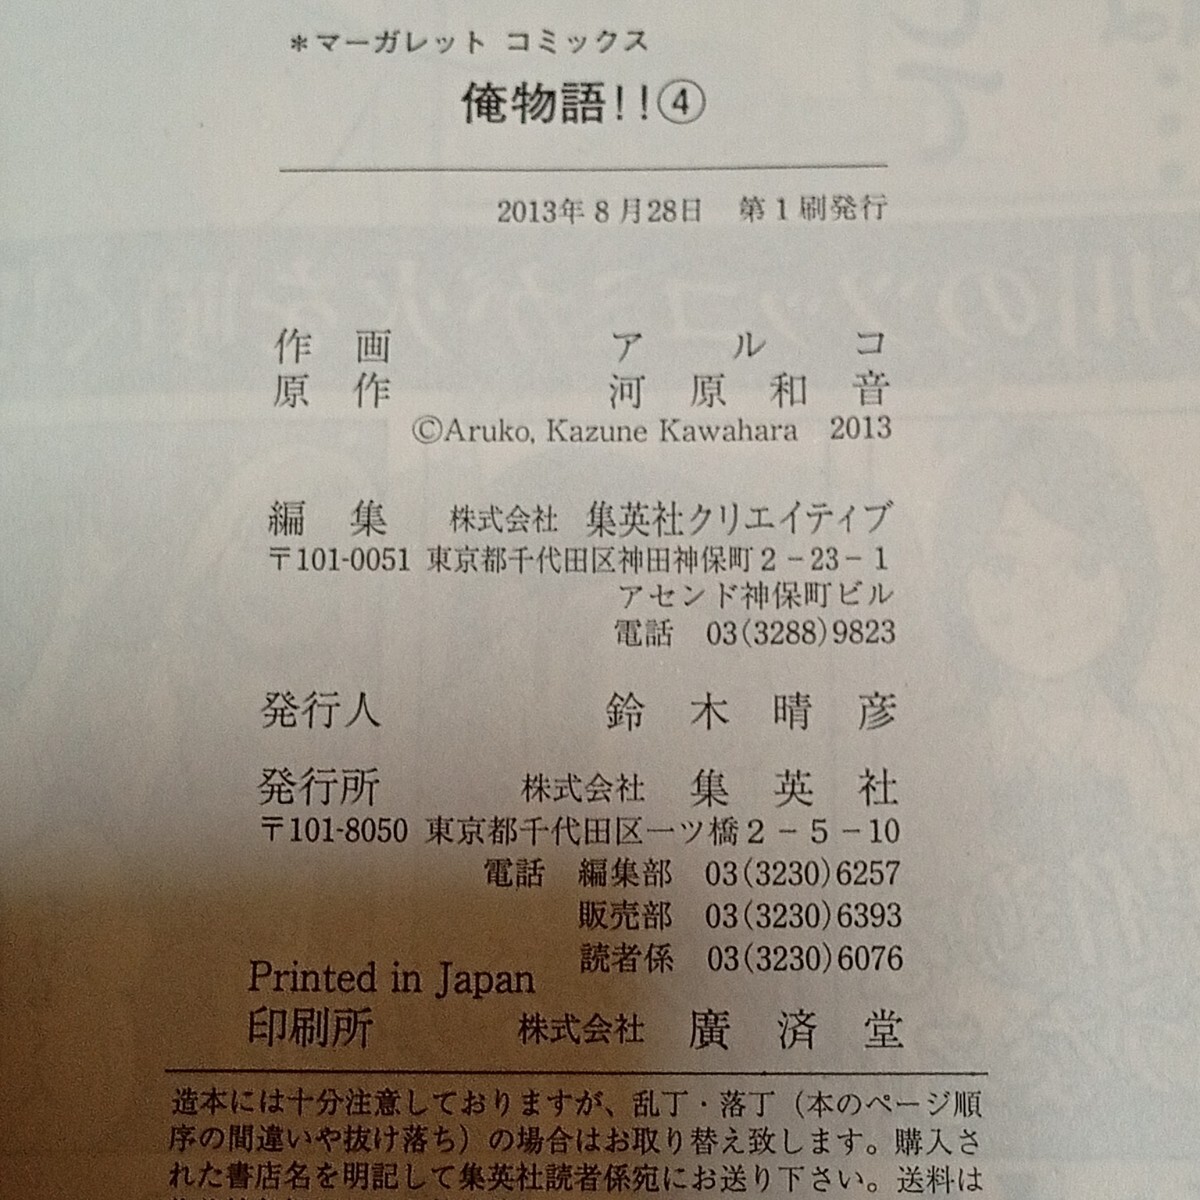 ＊マーガレット コミックス
俺物語!!④
2013年8月28日　第1刷発行
作　画　アルコ
原　作　河原和音
©Aruko, Kazune Kawahara　2013
編　集　株式会社　集英社クリエイティブ
〒101-0051 東京都千代田区神田神保町2－23－1
アセンド神保町ビル
電話　03(3288)9823
発行人　鈴木晴彦
発行所　株式会社　集英社
〒101-8050 東京都千代田区一ツ橋2－5－10
電話　編集部　03(3230)6257
販売部　03(3230)6393
読者係　03(3230)6076
Printed in Japan
印刷所　株式会社　廣済堂
造本には十分注意しておりますが、乱丁・落丁（本のページ順
序の間違いや抜け落ち）の場合はお取り替え致します。購入さ
れた書店名を明記して集英社読者係宛にお送り下さい。送料は